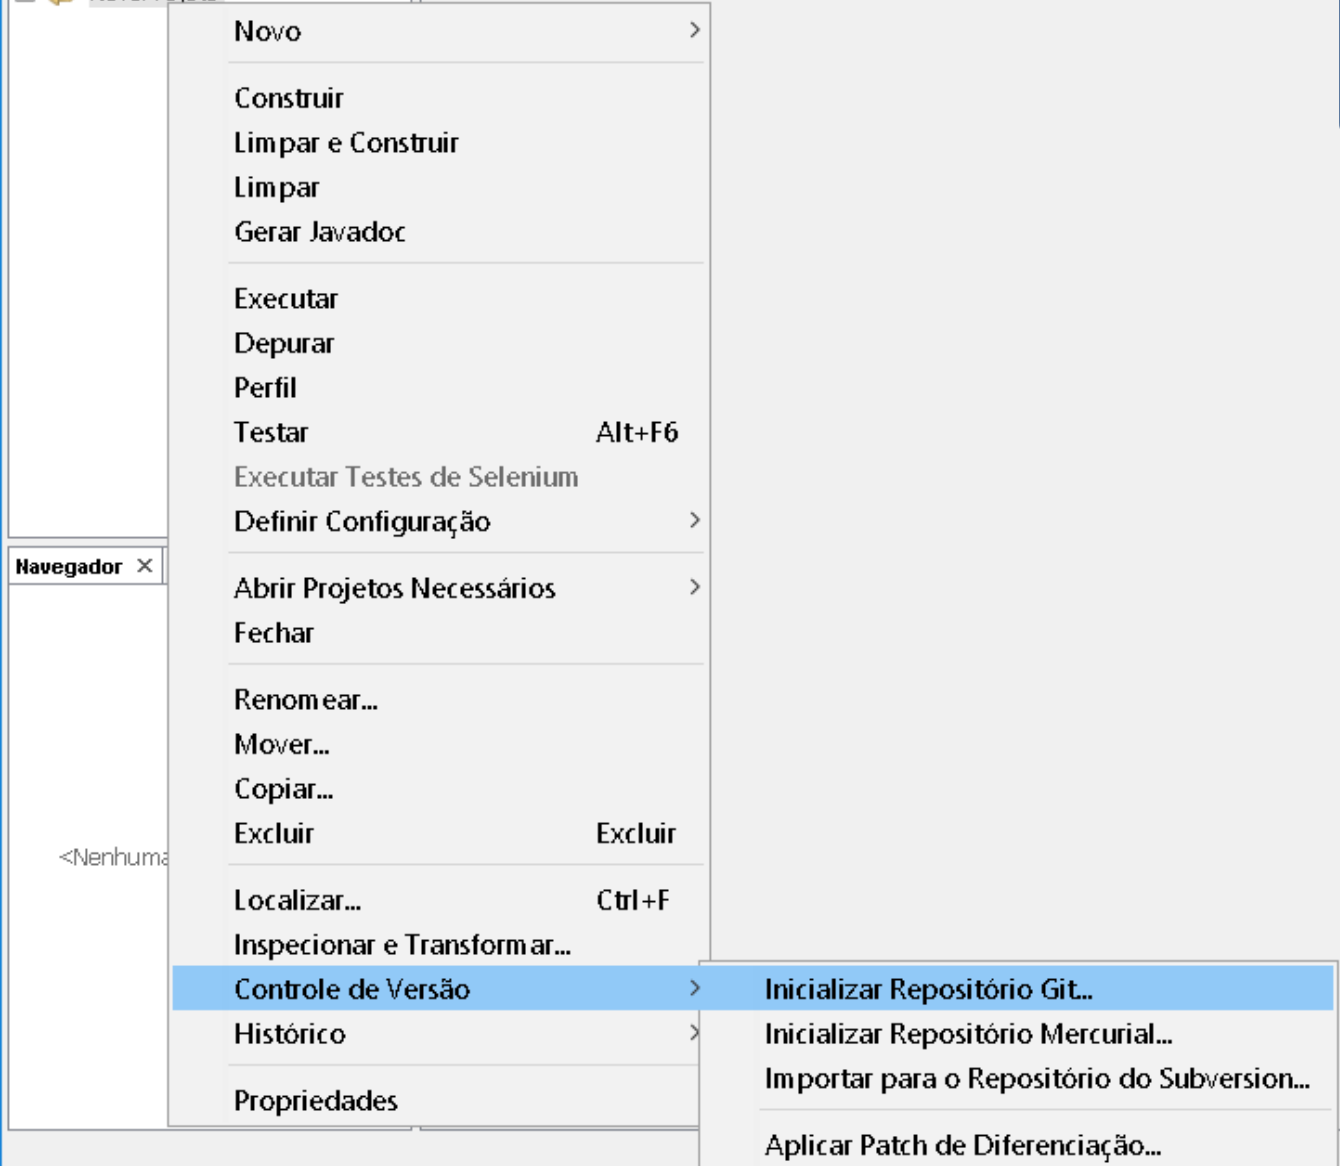 Novo
Construir
Limpar e Construir
Limpar
Gerar Javadoc
Executar
Depurar
Perfil
Testar Alt+F6
Executar Testes de Selenium
Definir Configuração
Navegador
Abrir Projetos Necessários
Fechar
Renomear...
Mover...
Copiar...
Excluir Excluir
<Nenhuma
Localizar... Ctrl+F
Inspecionar e Transformar...
Controle de Versão
Histórico
Propriedades
Inicializar Repositório Git...
Inicializar Repositório Mercurial...
Importar para o Repositório do Subversion...
Aplicar Patch de Diferenciação...